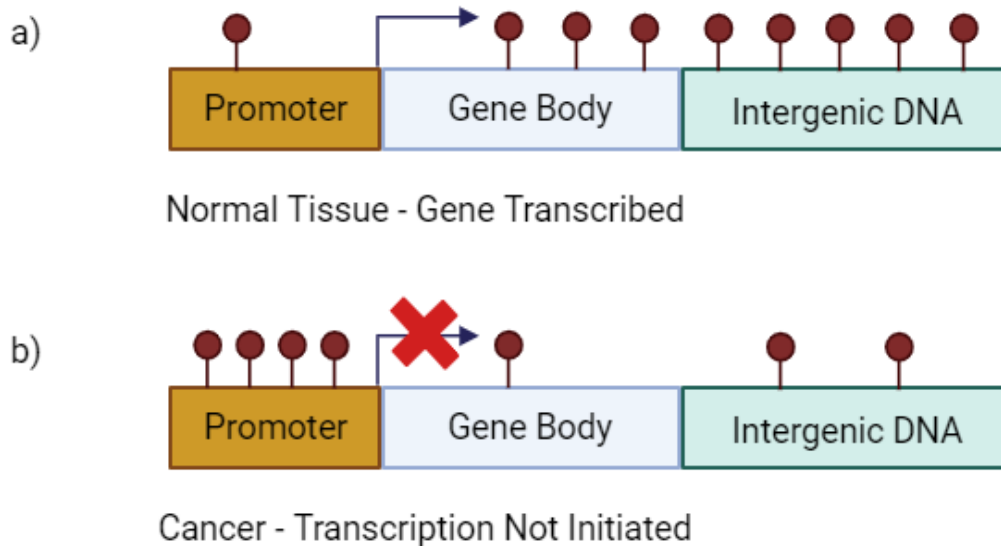 a)
Promoter Gene Body Intergenic DNA
Normal Tissue - Gene Transcribed
b)
Promoter Gene Body Intergenic DNA
Cancer - Transcription Not Initiated